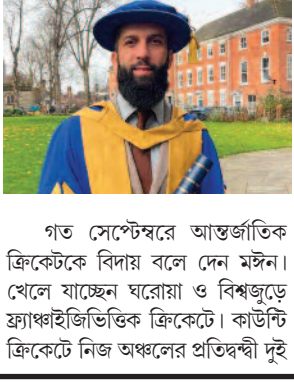 গত সেপ্টেম্বরে আন্তর্জাতিক
ক্রিকেটকে বিদায় বলে দেন মঈন।
খেলে যাচ্ছেন ঘরোয়া ও বিশ্বজুড়ে
ফ্র্যাঞ্চাইজিভিত্তিক ক্রিকেটে। কাউন্টি
ক্রিকেটে নিজ অঞ্চলের প্রতিদ্বন্দ্বী দুই